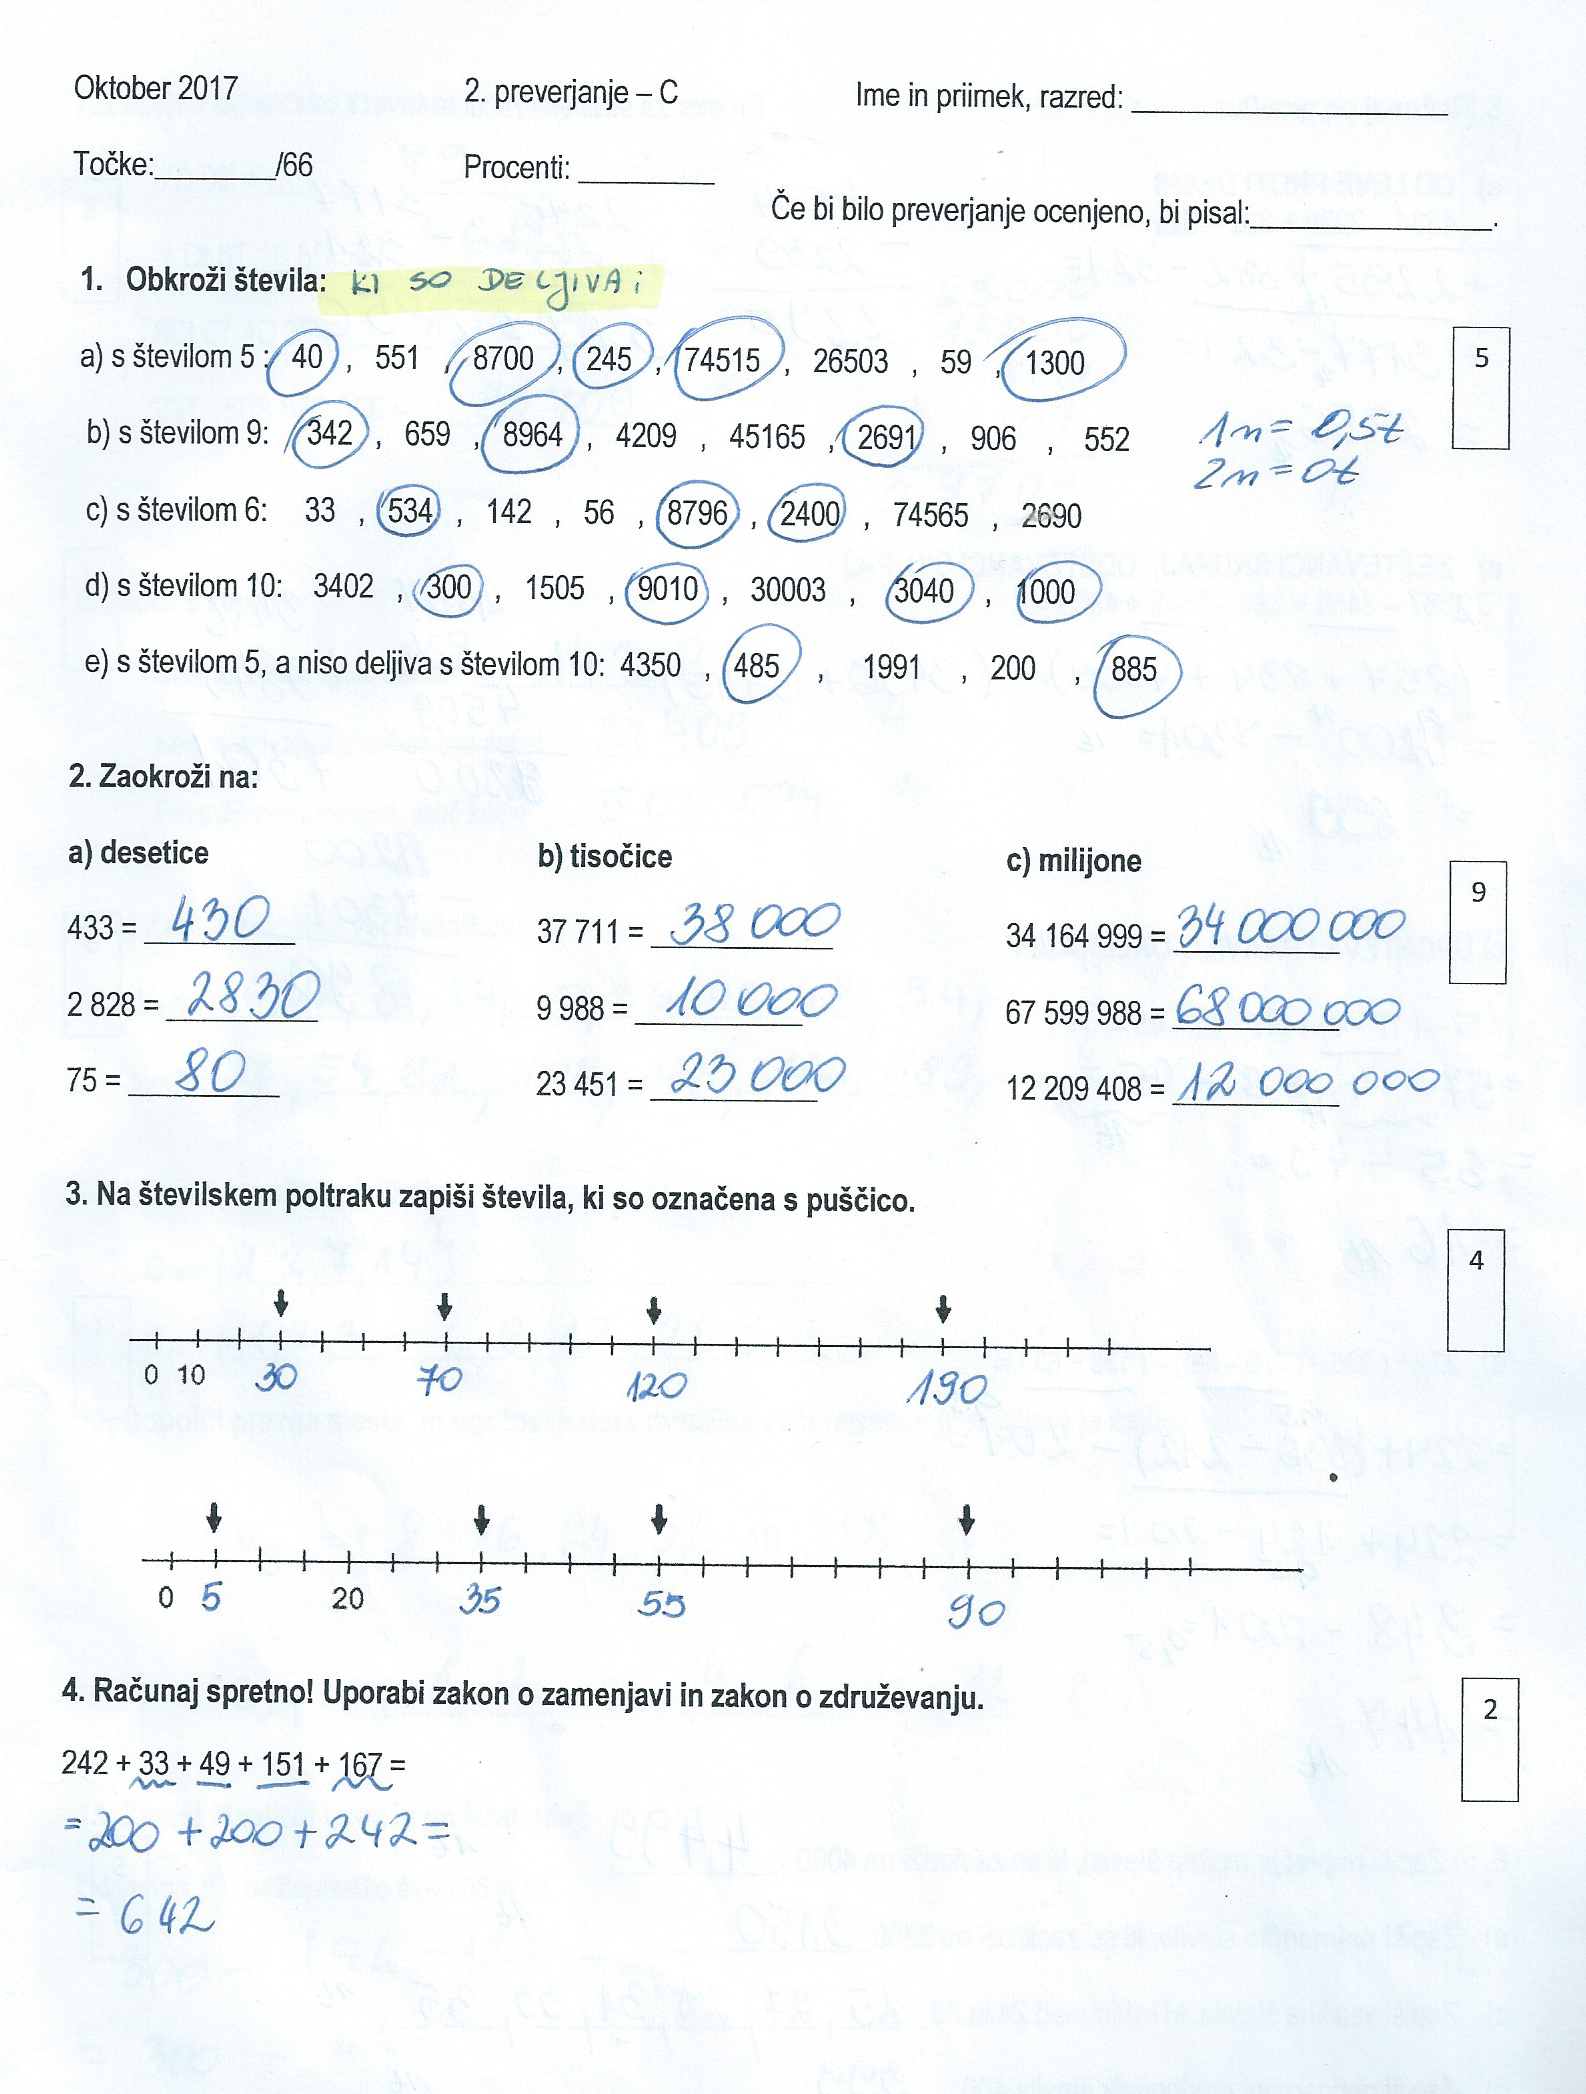 Oktober 2017 2. preverjanje – C Ime in priimek, razred: ____________
Točke:________/66 Procenti: _________
Če bi bilo preverjanje ocenjeno, bi pisal:________________.
1. Obkroži števila: KI SO DELJIVA:
a) s številom 5 : 40 , 551 , 8700 , 245 , 74515 , 26503 , 59 , 1300
5
b) s številom 9: 342 , 659 , 8964 , 4209 , 45165 , 2691 , 906 , 552
1n = 0,5t
2n = 0t
c) s številom 6: 33 , 534 , 142 , 56 , 8796 , 2400 , 74565 , 2690
d) s številom 10: 3402 , 300 , 1505 , 9010 , 30003 , 3040 , 1000
e) s številom 5, a niso deljiva s številom 10: 4350 , 485 , 1991 , 200 , 885
2. Zaokroži na:
a) desetice b) tisočice c) milijone
9
433 = 430 37 711 = 38 000 34 164 999 = 34 000 000
2 828 = 2830 9 988 = 10 000 67 599 988 = 68 000 000
75 = 80 23 451 = 23 000 12 209 408 = 12 000 000
3. Na številskem poltraku zapiši števila, ki so označena s puščico.
4
0 10 30 70 120 190
0 5 20 35 55 90
4. Računaj spretno! Uporabi zakon o zamenjavi in zakon o združevanju.
2
242 + 33 + 49 + 151 + 167 =
= 200 + 200 + 242 =
= 642